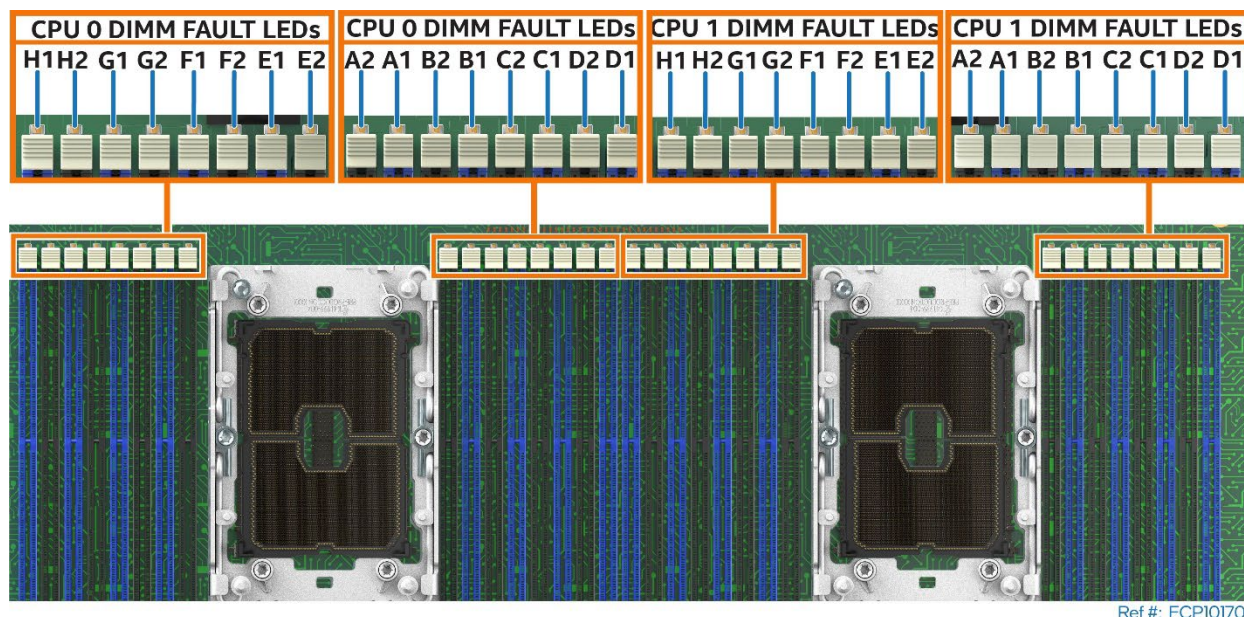 CPU 0 DIMM FAULT LEDs
H1 H2 G1 G2 F1 F2 E1 E2
CPU 0 DIMM FAULT LEDs
A2 A1 B2 B1 C2 C1 D2 D1
CPU 1 DIMM FAULT LEDs
H1 H2 G1 G2 F1 F2 E1 E2
CPU 1 DIMM FAULT LEDs
A2 A1 B2 B1 C2 C1 D2 D1
Ref #: ECP10170